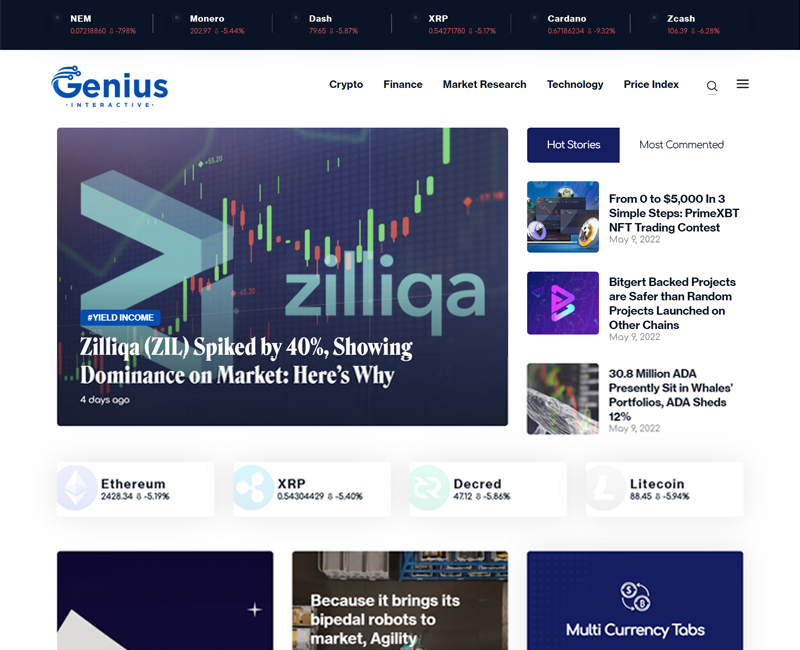 NEM
0.07218860 ⇩ -7.98%
Monero
202.97 ⇩ -5.44%
Dash
79.65 ⇩ -5.87%
XRP
0.54271780 ⇩ -5.17%
Cardano
0.67186234 ⇩ -9.32%
Zcash
106.39 ⇩ -6.28%
Genius
·INTERACTIVE·
Crypto
Finance
Market Research
Technology
Price Index
+55.20
-65.20
zilliqa
#YIELD INCOME
Zilliqa (ZIL) Spiked by 40%, Showing
Dominance on Market: Here's Why
4 days ago
Hot Stories
Most Commented
From 0 to $5,000 In 3
Simple Steps: PrimeXBT
NFT Trading Contest
May 9, 2022
Bitgert Backed Projects
are Safer than Random
Projects Launched on
Other Chains
May 9, 2022
30.8 Million ADA
Presently Sit in Whales'
Portfolios, ADA Sheds
12%
May 9, 2022
Ethereum
2428.34 ⇩ -5.19%
XRP
0.54304429 ⇩ -5.40%
Decred
47.12 ⇩ -5.86%
Litecoin
88.45 ⇩ -5.94%
Because it brings its
bipedal robots to
market, Agility
Multi Currency Tabs